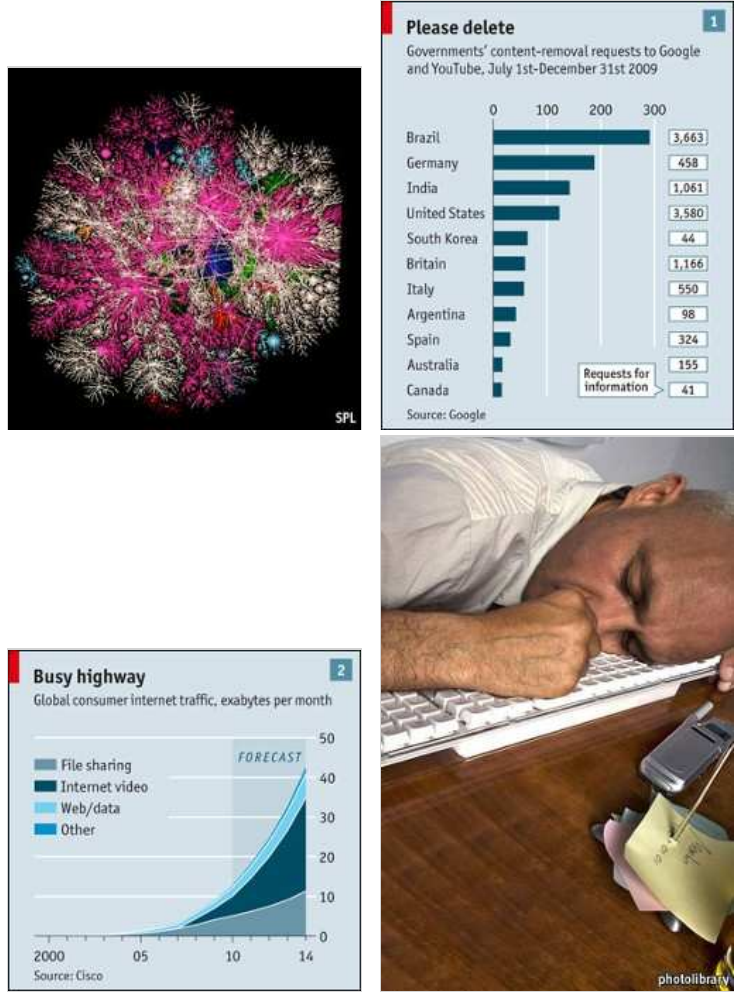 SPL
Please delete
1
Governments' content-removal requests to Google
and YouTube, July 1st-December 31st 2009
0 100 200 300
Brazil 3,663
Germany 458
India 1,061
United States 3,580
South Korea 44
Britain 1,166
Italy 550
Argentina 98
Spain 324
Australia 155
Canada 41
Requests for
information
Source: Google
Busy highway
2
Global consumer internet traffic, exabytes per month
FORECAST
File sharing
Internet video
Web/data
Other
50
40
30
20
10
0
2000 05 10 14
Source: Cisco
photolibrary